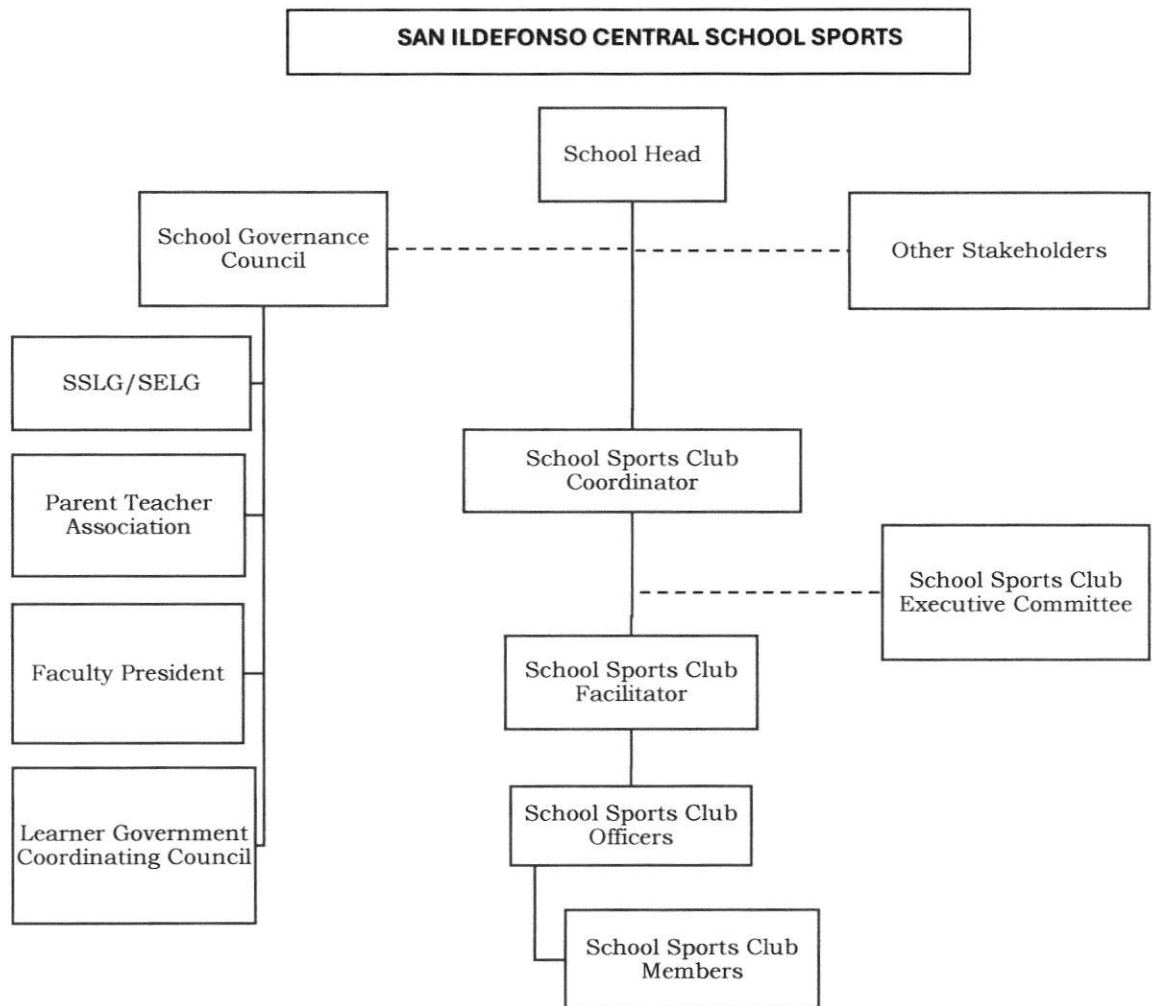 SAN ILDEFONSO CENTRAL SCHOOL SPORTS
School Head
School Governance
Council
Other Stakeholders
SSLG/SELG
Parent Teacher
Association
Faculty President
Learner Government
Coordinating Council
School Sports Club
Coordinator
School Sports Club
Executive Committee
School Sports Club
Facilitator
School Sports Club
Officers
School Sports Club
Members